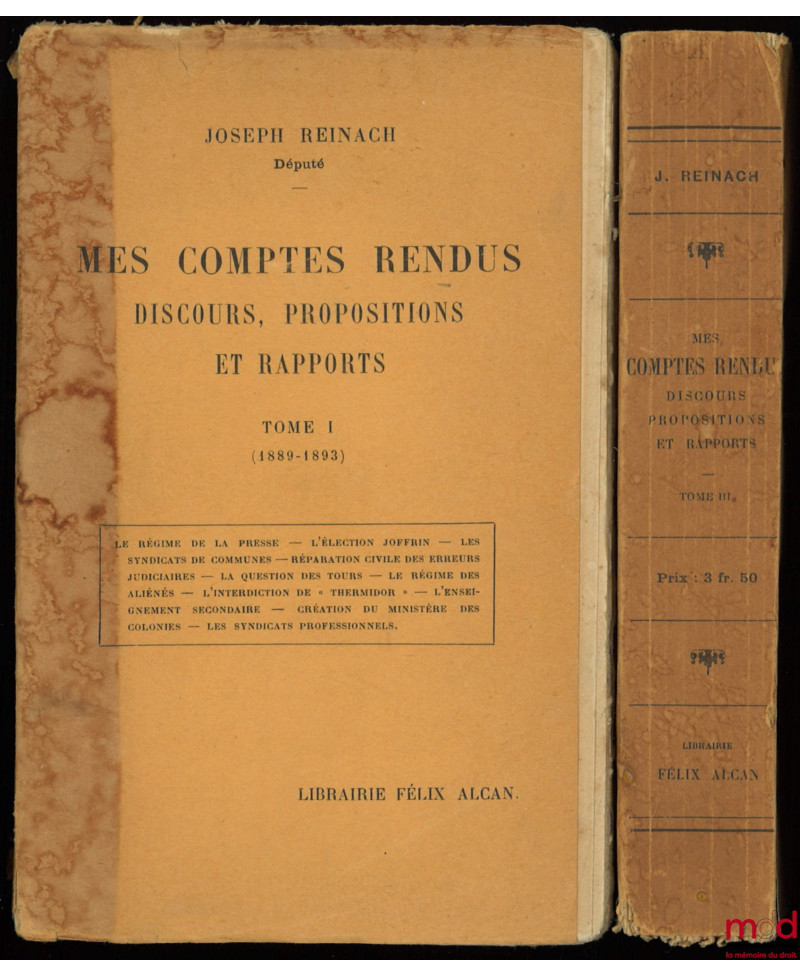 JOSEPH REINACH
Député
MES COMPTES RENDUS
DISCOURS, PROPOSITIONS
ET RAPPORTS
TOME I
(1889-1893)
LE RÉGIME DE LA PRESSE — L'ÉLECTION JOFFRIN — LES
SYNDICATS DE COMMUNES — RÉPARATION CIVILE DES ERREURS
JUDICIAIRES — LA QUESTION DES TOURS — LE RÉGIME DES
ALIÉNÉS — L'INTERDICTION DE « THERMIDOR » — L'ENSEI-
GNEMENT SECONDAIRE — CRÉATION DU MINISTÈRE DES
COLONIES — LES SYNDICATS PROFESSIONNELS.
LIBRAIRIE FÉLIX ALCAN.
J. REINACH
MES
COMPTES RENDU
DISCOURS
PROPOSITIONS
ET RAPPORTS
TOME III
Prix : 3 fr. 50
LIBRAIRIE
FÉLIX ALCAN
mdd
la mémoire du droit